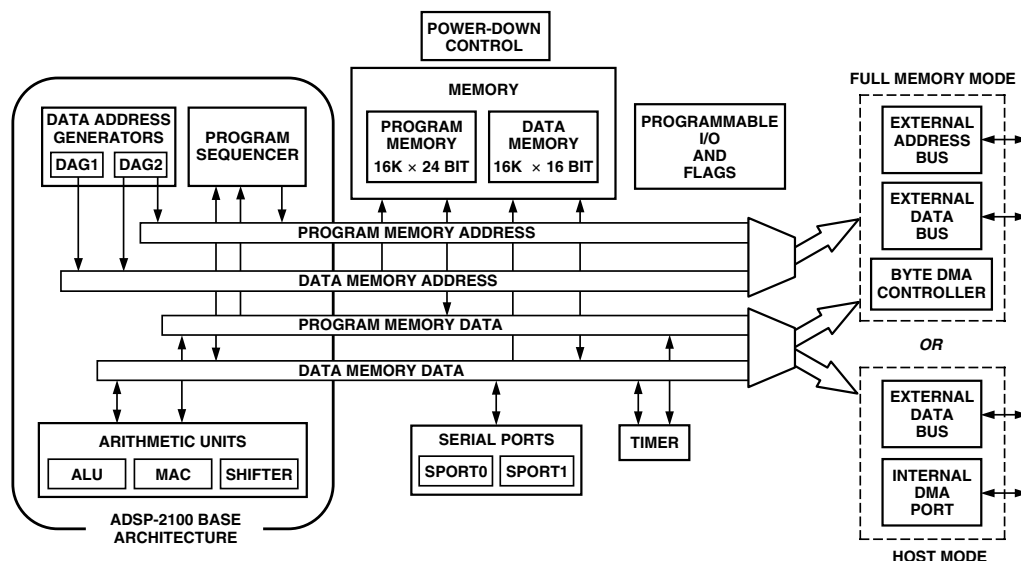 POWER-DOWN
CONTROL
FULL MEMORY MODE
MEMORY
DATA ADDRESS
GENERATORS
DAG1
DAG2
PROGRAM
SEQUENCER
PROGRAM
MEMORY
16K × 24 BIT
DATA
MEMORY
16K × 16 BIT
PROGRAMMABLE
I/O
AND
FLAGS
EXTERNAL
ADDRESS
BUS
EXTERNAL
DATA
BUS
BYTE DMA
CONTROLLER
PROGRAM MEMORY ADDRESS
DATA MEMORY ADDRESS
PROGRAM MEMORY DATA
DATA MEMORY DATA
OR
ARITHMETIC UNITS
ALU
MAC
SHIFTER
SERIAL PORTS
SPORT0
SPORT1
TIMER
EXTERNAL
DATA
BUS
INTERNAL
DMA
PORT
ADSP-2100 BASE
ARCHITECTURE
HOST MODE